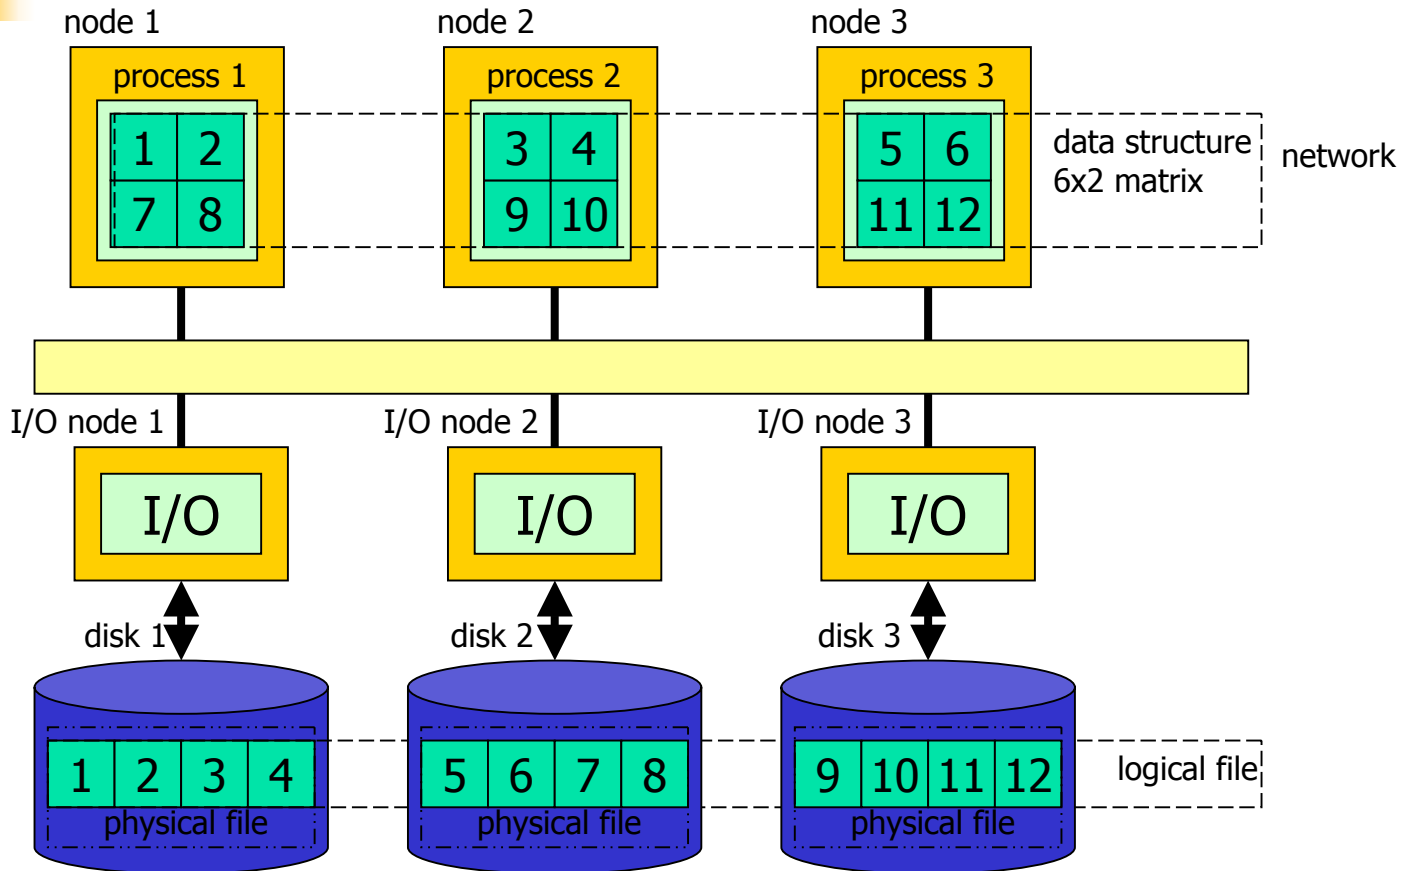 node 1
node 2
node 3
process 1
process 2
process 3
1 2
3 4
5 6
data structure
6x2 matrix
network
7 8
9 10
11 12
I/O node 1
I/O node 2
I/O node 3
I/O
I/O
I/O
disk 1
disk 2
disk 3
1 2 3 4
5 6 7 8
9 10 11 12
logical file
physical file
physical file
physical file